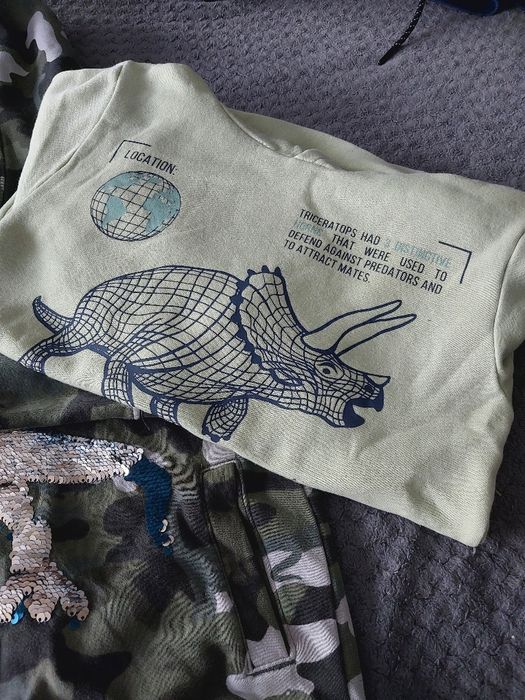 LOCATION:
TRICERATOPS HAD 3 DISTINCTIVE
HORNS THAT WERE USED TO
DEFEND AGAINST PREDATORS AND
TO ATTRACT MATES.